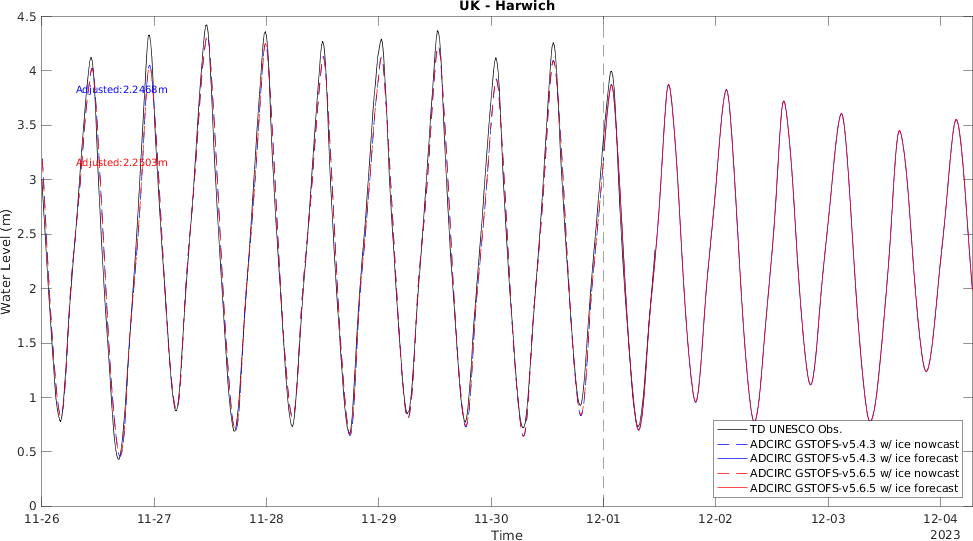 UK - Harwich
4.5
4
3.5
3
2.5
2
1.5
1
0.5
0
Water Level (m)
Adjusted:2.2468m
Adjusted:2.2503m
TD UNESCO Obs.
ADCIRC GSTOFS-v5.4.3 w/ ice nowcast
ADCIRC GSTOFS-v5.4.3 w/ ice forecast
ADCIRC GSTOFS-v5.6.5 w/ ice nowcast
ADCIRC GSTOFS-v5.6.5 w/ ice forecast
11-26 11-27 11-28 11-29 11-30 12-01 12-02 12-03 12-04
Time
2023